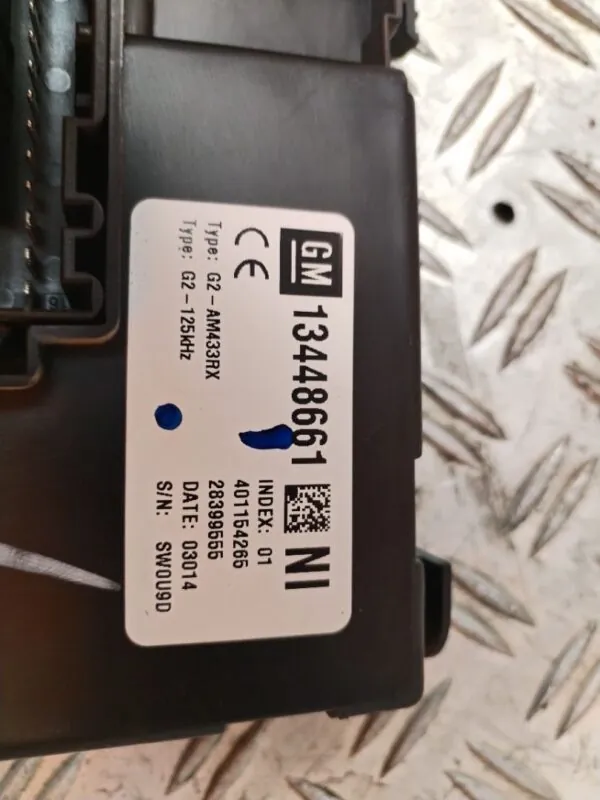 GM 13448661 NI
INDEX: 01
401154265
28399555
DATE: 03014
S/N: SW0U9D
CE
Type: G2-AM433RX
Type: G2-125kHz